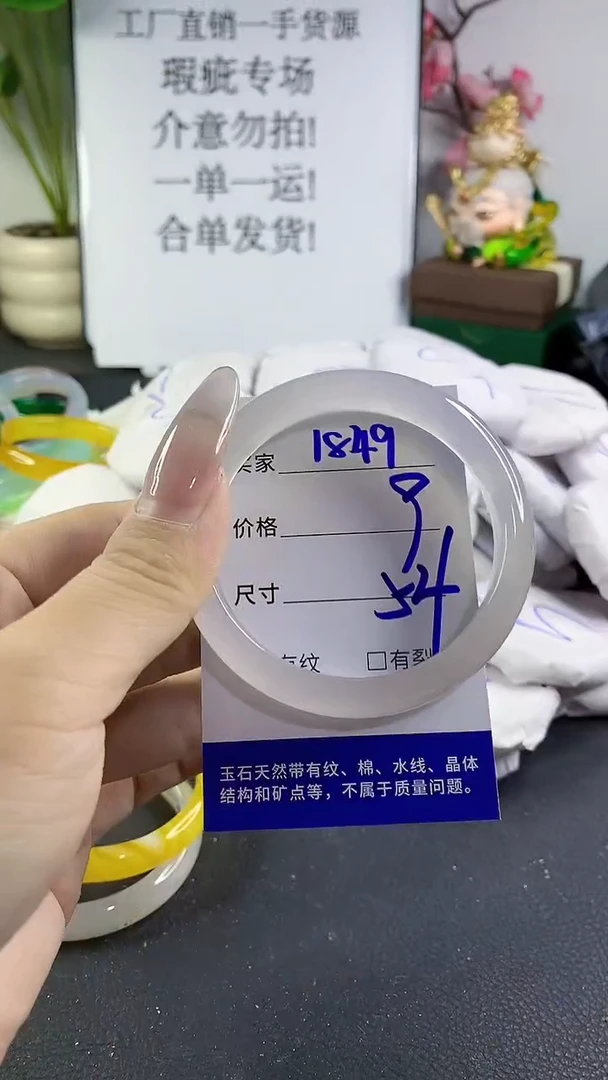 工厂直销一手货源
瑕疵专场
介意勿拍!
一单一运!
合单发货!
家 1849
价格 9
尺寸 54
有纹 □有裂
玉石天然带有纹、棉、水线、晶体
结构和矿点等，不属于质量问题。